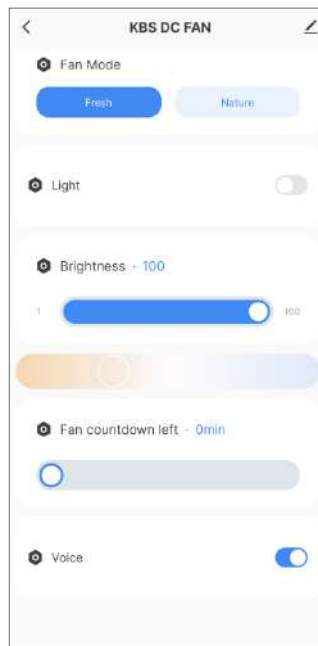 KBS DC FAN
Fan Mode
Fresh Nature
Light
Brightness - 100
1 100
Fan countdown left - 0min
Voice